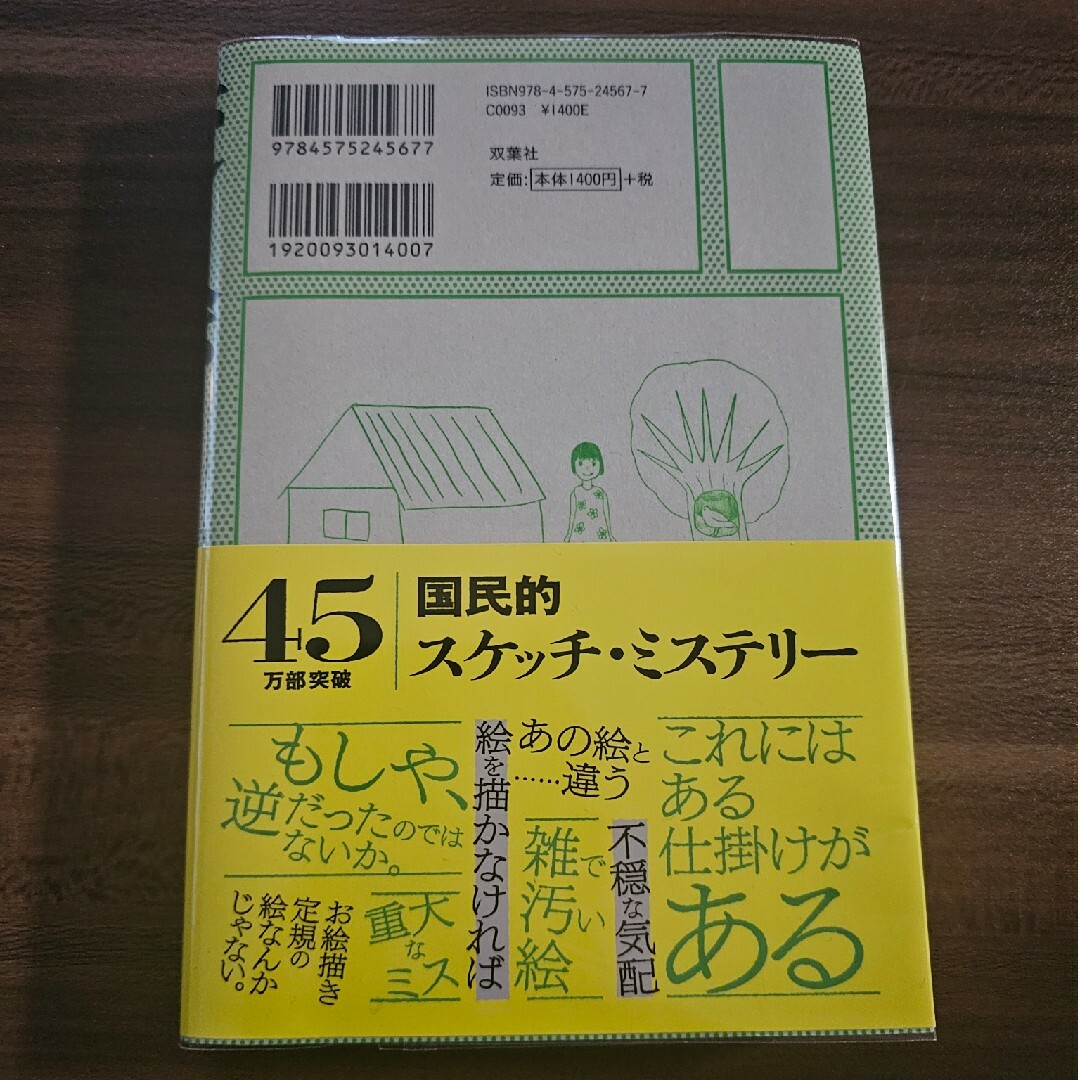 ISBN978-4-575-24567-7
C0093 ¥1400E
9784575245677
双葉社
定価:本体1400円+税
1920093014007
45
万部突破
国民的
スケッチ・ミステリー
もしや、
逆だったのでは
ないか。
絵を描かなければ
あの絵と
……違う
これには
ある
仕掛けが
ある
不穏な気配
雑で
汚い
絵
重大
な
ミス
お絵描き
定規の
絵なんか
じゃない。